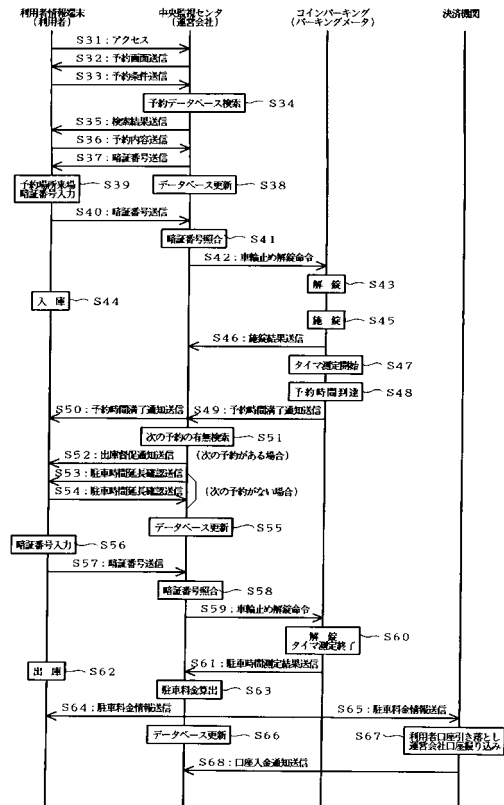 利用者情報端末
(利用者)
中央監視センタ
(運営会社)
コインパーキング
(パーキングメータ)
決済機関
S31:アクセス
S32:予約画面送信
S33:予約条件送信
予約データベース検索
S34
S35:検索結果送信
S36:予約内容送信
S37:暗証番号送信
予約場所来場
暗証番号入力
S39
データベース更新
S38
S40:暗証番号送信
暗証番号照合
S41
S42:車輪止め解錠命令
解 錠
S43
入 庫
S44
施 錠
S45
S46:施錠結果送信
タイマ測定開始
S47
予約時間到達
S48
S50:予約時間満了通知送信
S49:予約時間満了通知送信
次の予約の有無検索
S51
S52:出庫督促通知送信
(次の予約がある場合)
S53:駐車時間延長確認送信
S54:駐車時間延長確認送信
(次の予約がない場合)
データベース更新
S55
暗証番号入力
S56
S57:暗証番号送信
暗証番号照合
S58
S59:車輪止め解錠命令
解 錠
タイマ測定終了
S60
S61:駐車時間測定結果送信
出 庫
S62
駐車料金算出
S63
S64:駐車料金情報送信
S65:駐車料金情報送信
データベース更新
S66
S67
利用者口座引き落とし
運営会社口座振り込み
S68:口座入金通知送信